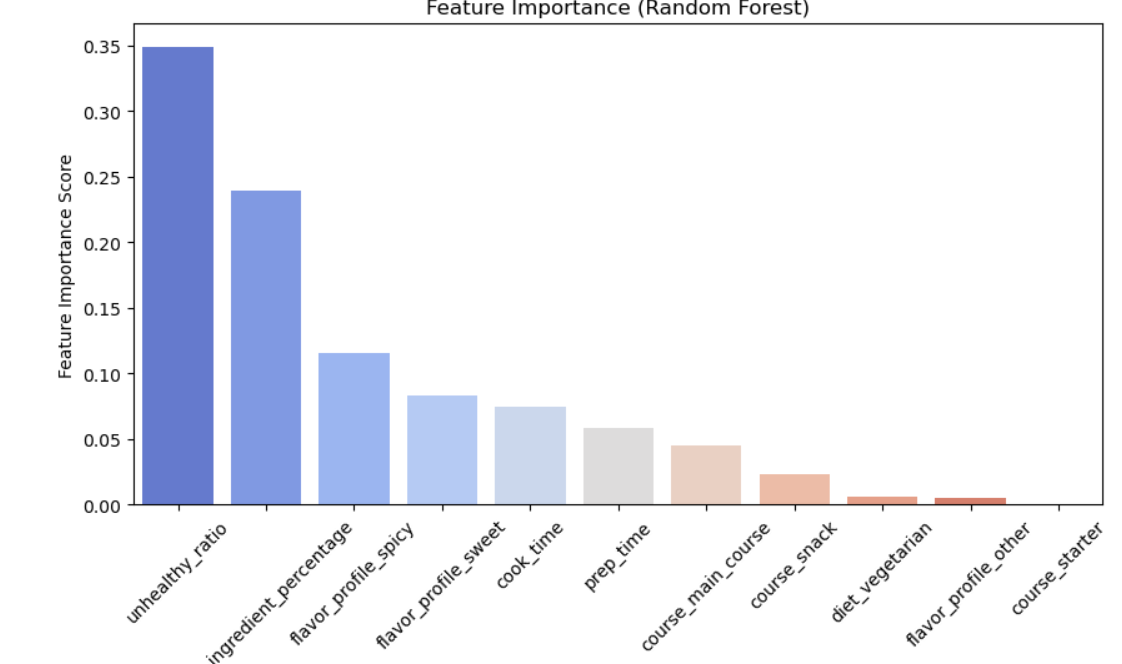 Feature Importance (Random Forest)
Feature Importance Score
0.35
0.30
0.25
0.20
0.15
0.10
0.05
0.00
unhealthy_ratio
ingredient_percentage
flavor_profile_spicy
flavor_profile_sweet
cook_time
prep_time
course_main_course
course_snack
diet_vegetarian
flavor_profile_other
course_starter